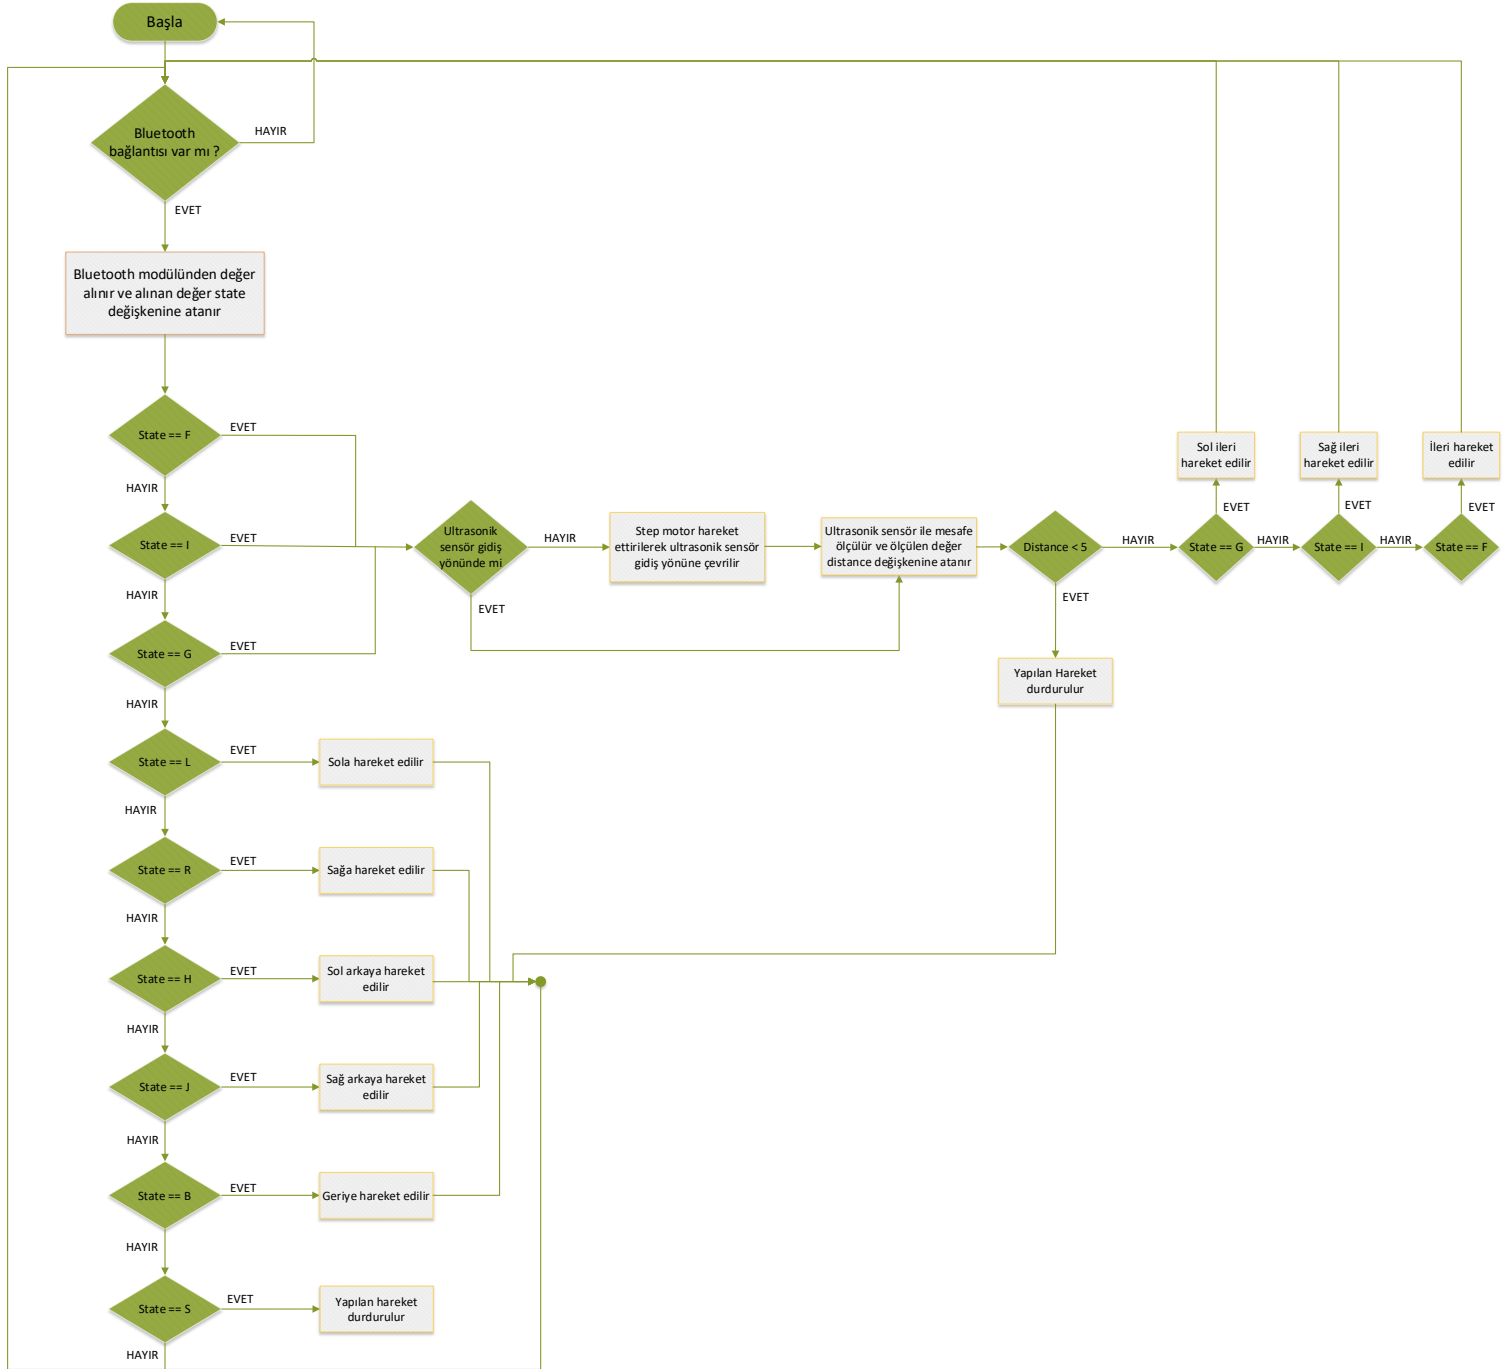 Başla
Bluetooth
bağlantısı var mı ?
HAYIR
EVET
Bluetooth modülünden değer
alınır ve alınan değer state
değişkenine atanır
State == F
EVET
HAYIR
State == I
EVET
HAYIR
State == G
EVET
HAYIR
Ultrasonik
sensör gidiş
yönünde mi
HAYIR
EVET
Step motor hareket
ettirilerek ultrasonik sensör
gidiş yönüne çevrilir
Ultrasonik sensör ile mesafe
ölçülür ve ölçülen değer
distance değişkenine atanır
Distance < 5
HAYIR
EVET
Yapılan Hareket
durdurulur
State == G
EVET
Sol ileri
hareket edilir
HAYIR
State == I
EVET
Sağ ileri
hareket edilir
HAYIR
State == F
EVET
İleri hareket
edilir
State == L
EVET
Sola hareket edilir
HAYIR
State == R
EVET
Sağa hareket edilir
HAYIR
State == H
EVET
Sol arkaya hareket
edilir
HAYIR
State == J
EVET
Sağ arkaya hareket
edilir
HAYIR
State == B
EVET
Geriye hareket edilir
HAYIR
State == S
EVET
Yapılan hareket
durdurulur
HAYIR